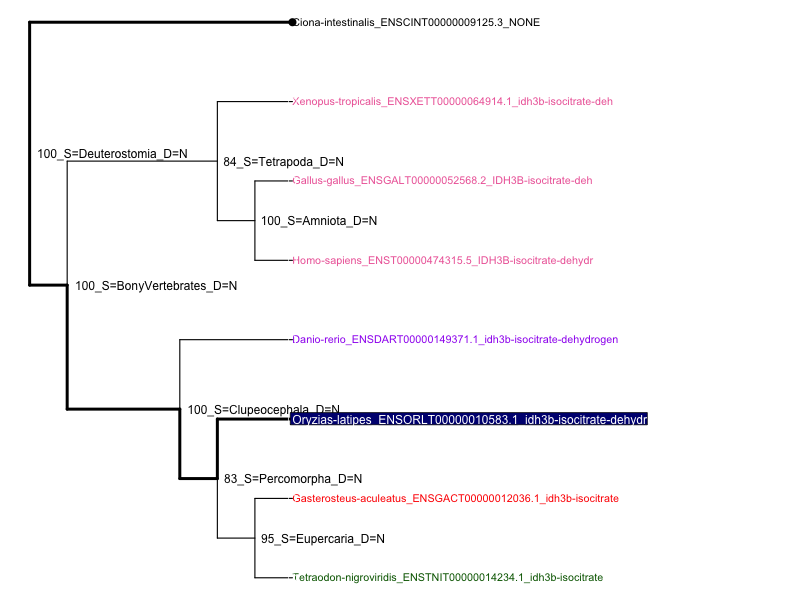 Ciona-intestinalis_ENSCINT00000009125.3_NONE
Xenopus-tropicalis_ENSXETT00000064914.1_idh3b-isocitrate-deh
100_S=Deuterostomia_D=N
84_S=Tetrapoda_D=N
Gallus-gallus_ENSGALT00000052568.2_IDH3B-isocitrate-deh
100_S=Amniota_D=N
Homo-sapiens_ENST00000474315.5_IDH3B-isocitrate-dehydr
100_S=BonyVertebrates_D=N
Danio-rerio_ENSDART00000149371.1_idh3b-isocitrate-dehydrogen
100_S=Clupeocephala_D=N
Oryzias-latipes_ENSORLT00000010583.1_idh3b-isocitrate-dehydr
83_S=Percomorpha_D=N
Gasterosteus-aculeatus_ENSGACT00000012036.1_idh3b-isocitrate
95_S=Eupercaria_D=N
Tetraodon-nigroviridis_ENSTNIT00000014234.1_idh3b-isocitrate